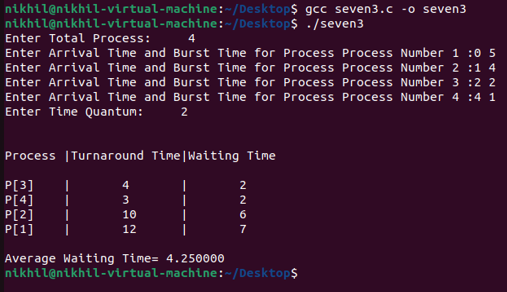 nikhil@nikhil-virtual-machine:~/Desktop$ gcc seven3.c -o seven3
nikhil@nikhil-virtual-machine:~/Desktop$ ./seven3
Enter Total Process:     4
Enter Arrival Time and Burst Time for Process Process Number 1 :0 5
Enter Arrival Time and Burst Time for Process Process Number 2 :1 4
Enter Arrival Time and Burst Time for Process Process Number 3 :2 2
Enter Arrival Time and Burst Time for Process Process Number 4 :4 1
Enter Time Quantum:     2
Process |Turnaround Time|Waiting Time
P[3]    |       4       |       2
P[4]    |       3       |       2
P[2]    |       10      |       6
P[1]    |       12      |       7
Average Waiting Time= 4.250000
nikhil@nikhil-virtual-machine:~/Desktop$